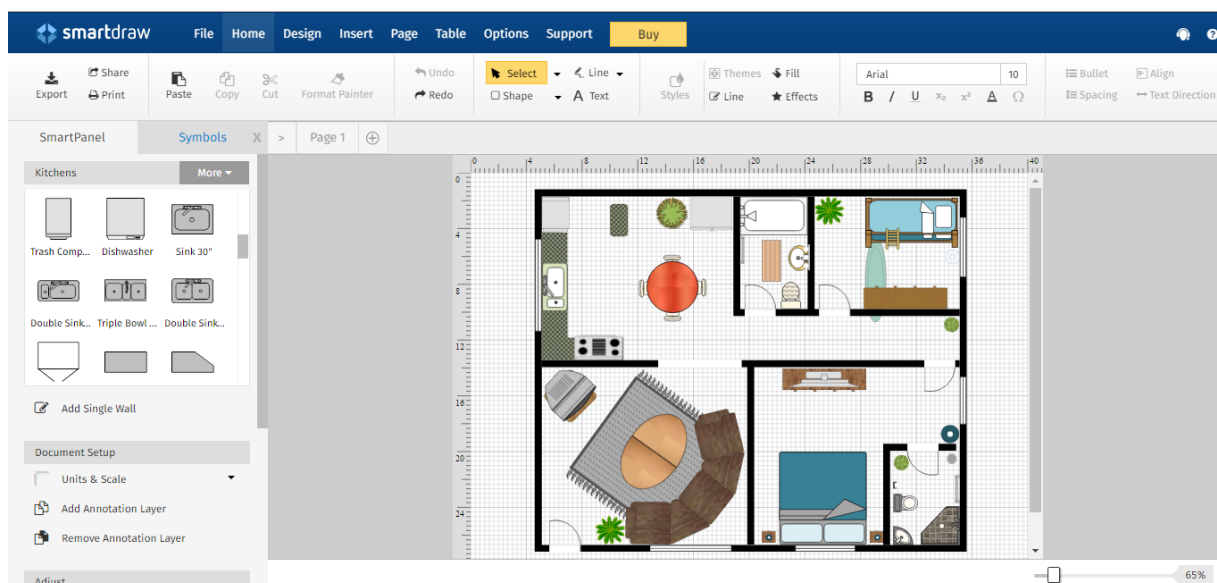 smartdraw File Home Design Insert Page Table Options Support Buy
Share Undo Select Line Themes Fill Arial 10 Bullet Align
Export Print Paste Copy Cut Format Painter Redo Shape A Text Styles Line Effects B I U x₂ x² A Ω Spacing Text Direction
SmartPanel Symbols X > Page 1
Kitchens More
0 4 8 12 16 20 24 28 32 36 40
0
4
8
12
16
20
24
Trash Comp... Dishwasher Sink 30"
Double Sink... Triple Bowl ... Double Sink...
Add Single Wall
Document Setup
Units & Scale
Add Annotation Layer
Remove Annotation Layer
Adjust
65%